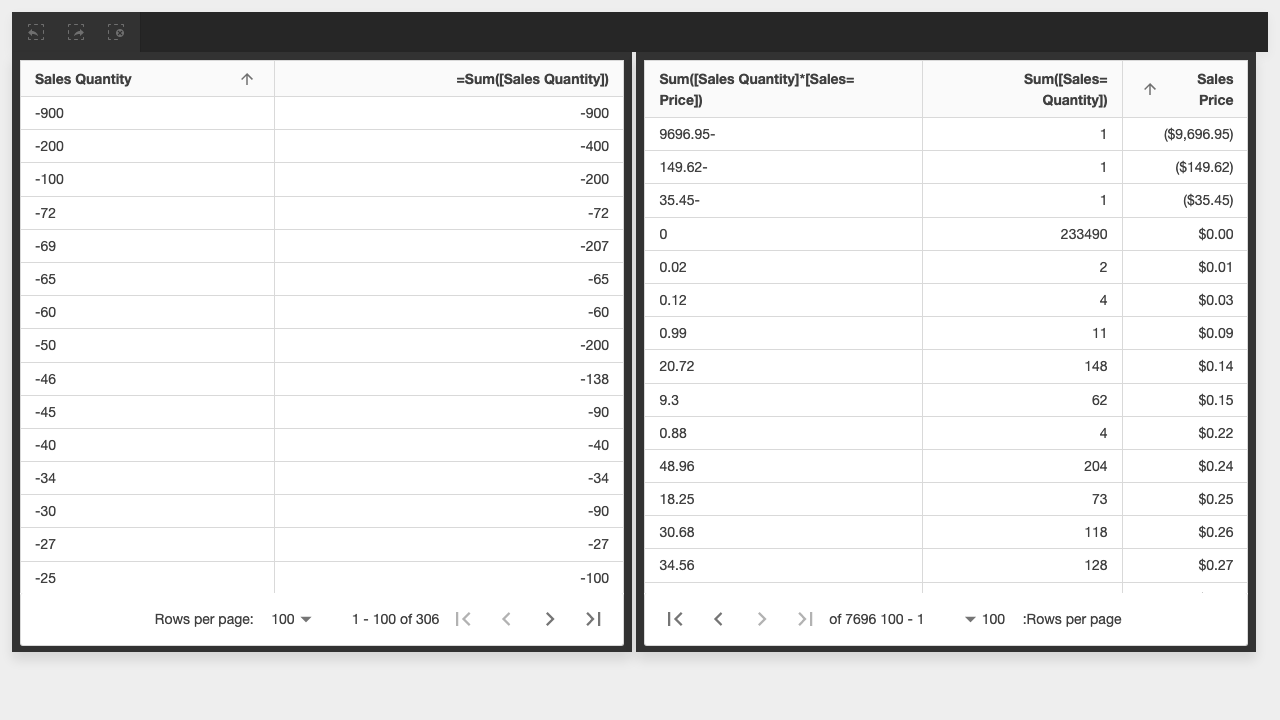 Sales Quantity =Sum([Sales Quantity])
-900 -900
-200 -400
-100 -200
-72 -72
-69 -207
-65 -65
-60 -60
-50 -200
-46 -138
-45 -90
-40 -40
-34 -34
-30 -90
-27 -27
-25 -100
Rows per page: 100 1 - 100 of 306
Sum([Sales Quantity]*[Sales= Sum([Sales= Sales
Price]) Quantity]) Price
9696.95- 1 ($9,696.95)
149.62- 1 ($149.62)
35.45- 1 ($35.45)
0 233490 $0.00
0.02 2 $0.01
0.12 4 $0.03
0.99 11 $0.09
20.72 148 $0.14
9.3 62 $0.15
0.88 4 $0.22
48.96 204 $0.24
18.25 73 $0.25
30.68 118 $0.26
34.56 128 $0.27
of 7696 100 - 1 100 :Rows per page